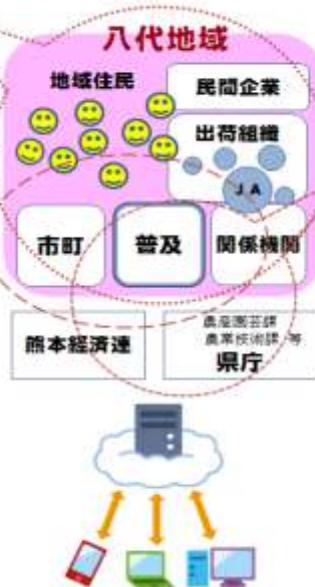 八代地域
地域住民
民間企業
出荷組織
JA
市町
普及
関係機関
熊本経済連
農産園芸課
農業技術課 等
県庁